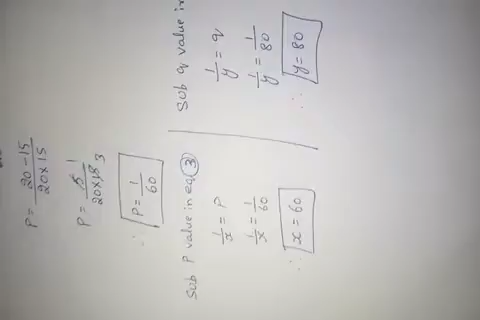 P = 20-15 / 20×15
P = 5 1 / 20×15 3
∴ P = 1/60
Sub P value in eq ③
1/x = P
1/x = 1/60
∴ x = 60
Sub q value in
1/y = q
1/y = 1/80
∴ y = 80